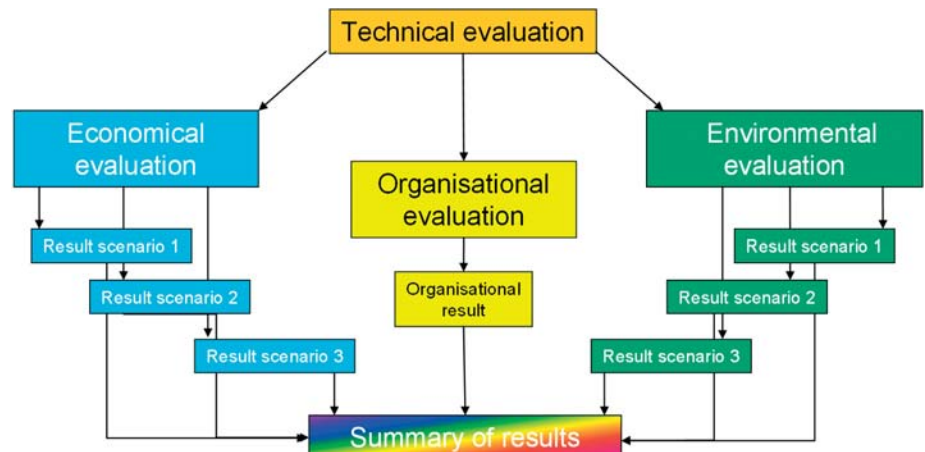 Technical evaluation
Economical
evaluation
Environmental
evaluation
Organisational
evaluation
Result scenario 1
Result scenario 1
Organisational
result
Result scenario 2
Result scenario 2
Result scenario 3
Result scenario 3
Summary of results